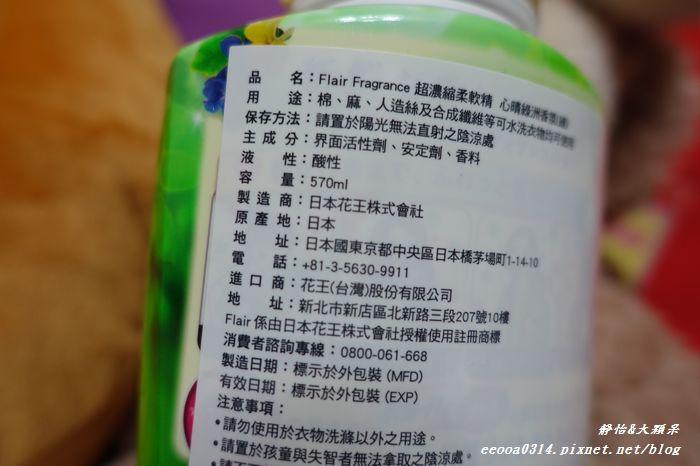 品　　名：Flair Fragrance 超濃縮柔軟精 心晴綠洲香氛(綠)
用　　途：棉、麻、人造絲及合成纖維等可水洗衣物均可使用
保存方法：請置於陽光無法直射之陰涼處
主 成 分：界面活性劑、安定劑、香料
液　　性：酸性
容　　量：570ml
製 造 商：日本花王株式會社
原 產 地：日本
地　　址：日本國東京都中央區日本橋茅場町1-14-10
電　　話：+81-3-5630-9911
進 口 商：花王(台灣)股份有限公司
地　　址：新北市新店區北新路三段207號10樓
Flair 係由日本花王株式會社授權使用註冊商標
消費者諮詢專線：0800-061-668
製造日期：標示於外包裝 (MFD)
有效日期：標示於外包裝 (EXP)
注意事項：
•請勿使用於衣物洗滌以外之用途。
•請置於孩童與失智者無法拿取之陰涼處。
靜怡&大顆呆
eeooa0314.pixnet.net/blog